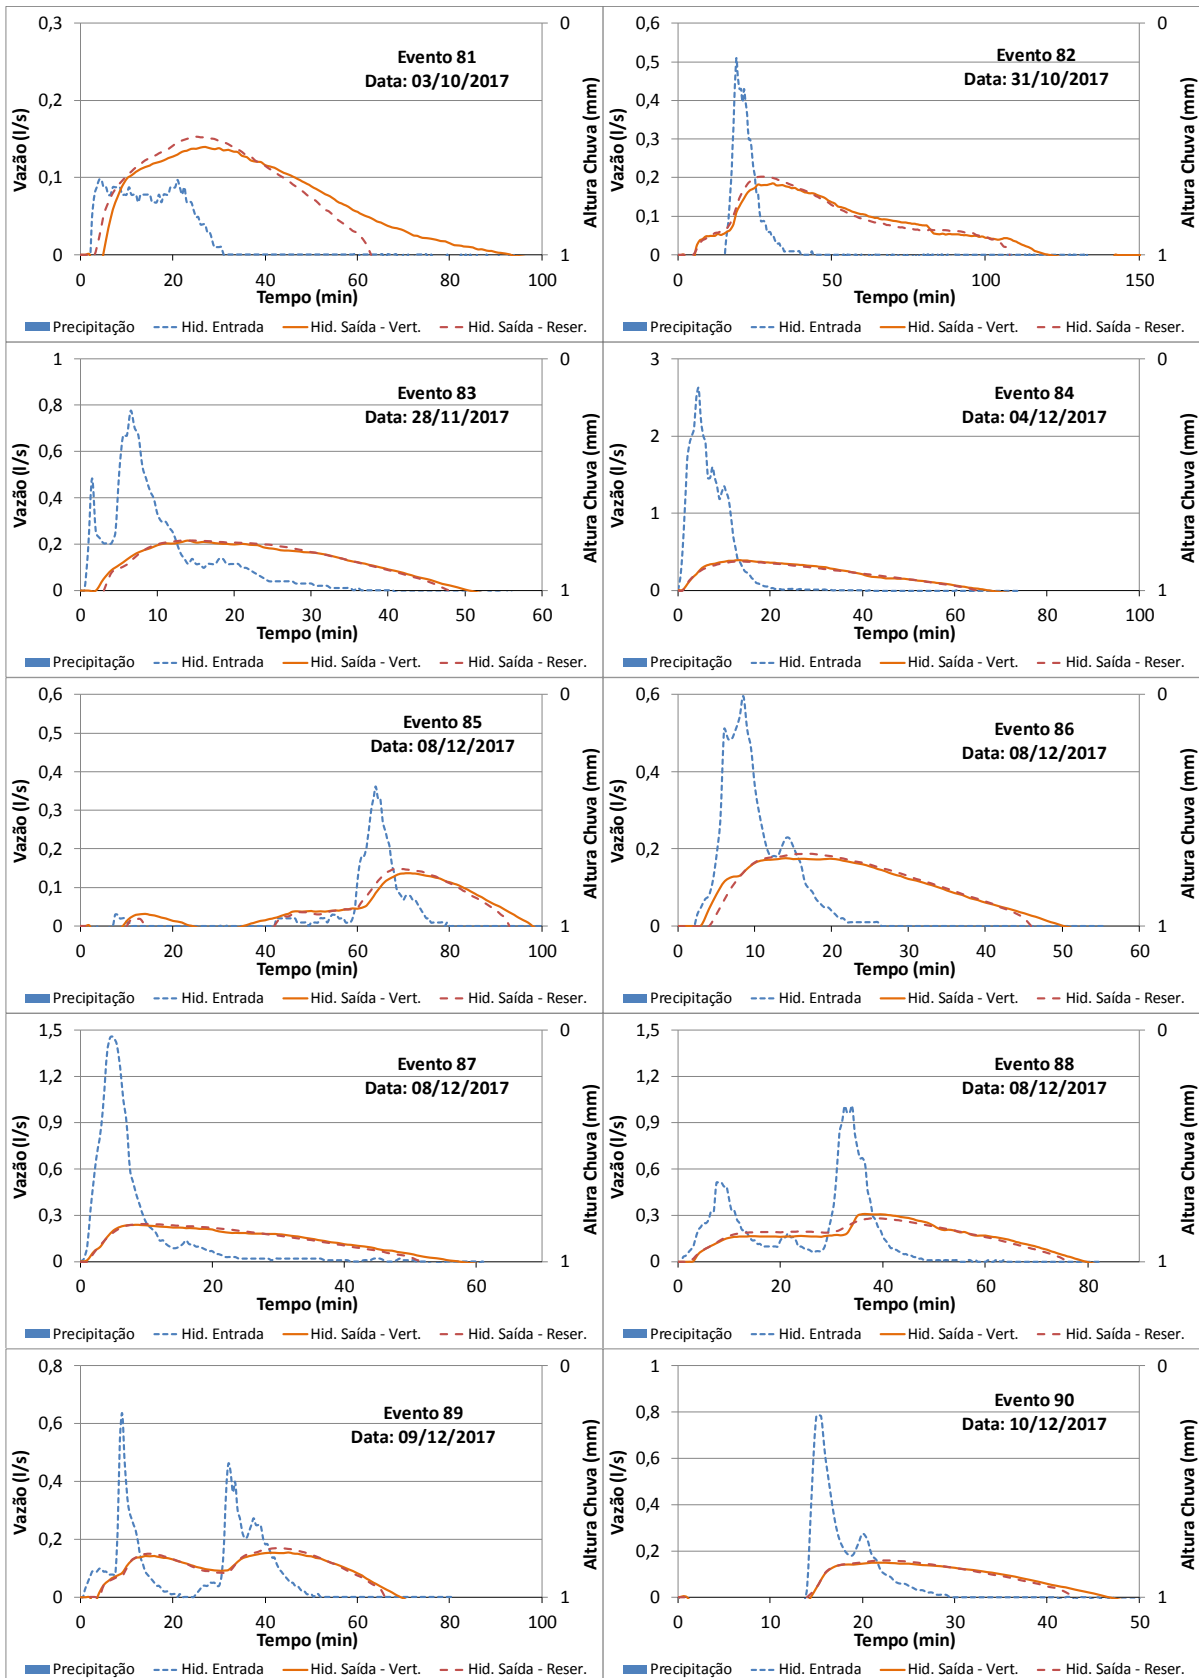 Evento 81
Data: 03/10/2017
Vazão (l/s)
0,3
0,2
0,1
0
0
1
Altura Chuva (mm)
0 20 40 60 80 100
Tempo (min)
Precipitação Hid. Entrada Hid. Saída - Vert. Hid. Saída - Reser.
Evento 82
Data: 31/10/2017
Vazão (l/s)
0,6
0,5
0,4
0,3
0,2
0,1
0
0
1
Altura Chuva (mm)
0 50 100 150
Tempo (min)
Precipitação Hid. Entrada Hid. Saída - Vert. Hid. Saída - Reser.
Evento 83
Data: 28/11/2017
Vazão (l/s)
1
0,8
0,6
0,4
0,2
0
0
1
Altura Chuva (mm)
0 10 20 30 40 50 60
Tempo (min)
Precipitação Hid. Entrada Hid. Saída - Vert. Hid. Saída - Reser.
Evento 84
Data: 04/12/2017
Vazão (l/s)
3
2
1
0
0
1
Altura Chuva (mm)
0 20 40 60 80 100
Tempo (min)
Precipitação Hid. Entrada Hid. Saída - Vert. Hid. Saída - Reser.
Evento 85
Data: 08/12/2017
Vazão (l/s)
0,6
0,5
0,4
0,3
0,2
0,1
0
0
1
Altura Chuva (mm)
0 20 40 60 80 100
Tempo (min)
Precipitação Hid. Entrada Hid. Saída - Vert. Hid. Saída - Reser.
Evento 86
Data: 08/12/2017
Vazão (l/s)
0,6
0,4
0,2
0
0
1
Altura Chuva (mm)
0 10 20 30 40 50 60
Tempo (min)
Precipitação Hid. Entrada Hid. Saída - Vert. Hid. Saída - Reser.
Evento 87
Data: 08/12/2017
Vazão (l/s)
1,5
1,2
0,9
0,6
0,3
0
0
1
Altura Chuva (mm)
0 20 40 60
Tempo (min)
Precipitação Hid. Entrada Hid. Saída - Vert. Hid. Saída - Reser.
Evento 88
Data: 08/12/2017
Vazão (l/s)
1,5
1,2
0,9
0,6
0,3
0
0
1
Altura Chuva (mm)
0 20 40 60 80
Tempo (min)
Precipitação Hid. Entrada Hid. Saída - Vert. Hid. Saída - Reser.
Evento 89
Data: 09/12/2017
Vazão (l/s)
0,8
0,6
0,4
0,2
0
0
1
Altura Chuva (mm)
0 20 40 60 80 100
Tempo (min)
Precipitação Hid. Entrada Hid. Saída - Vert. Hid. Saída - Reser.
Evento 90
Data: 10/12/2017
Vazão (l/s)
1
0,8
0,6
0,4
0,2
0
0
1
Altura Chuva (mm)
0 10 20 30 40 50
Tempo (min)
Precipitação Hid. Entrada Hid. Saída - Vert. Hid. Saída - Reser.